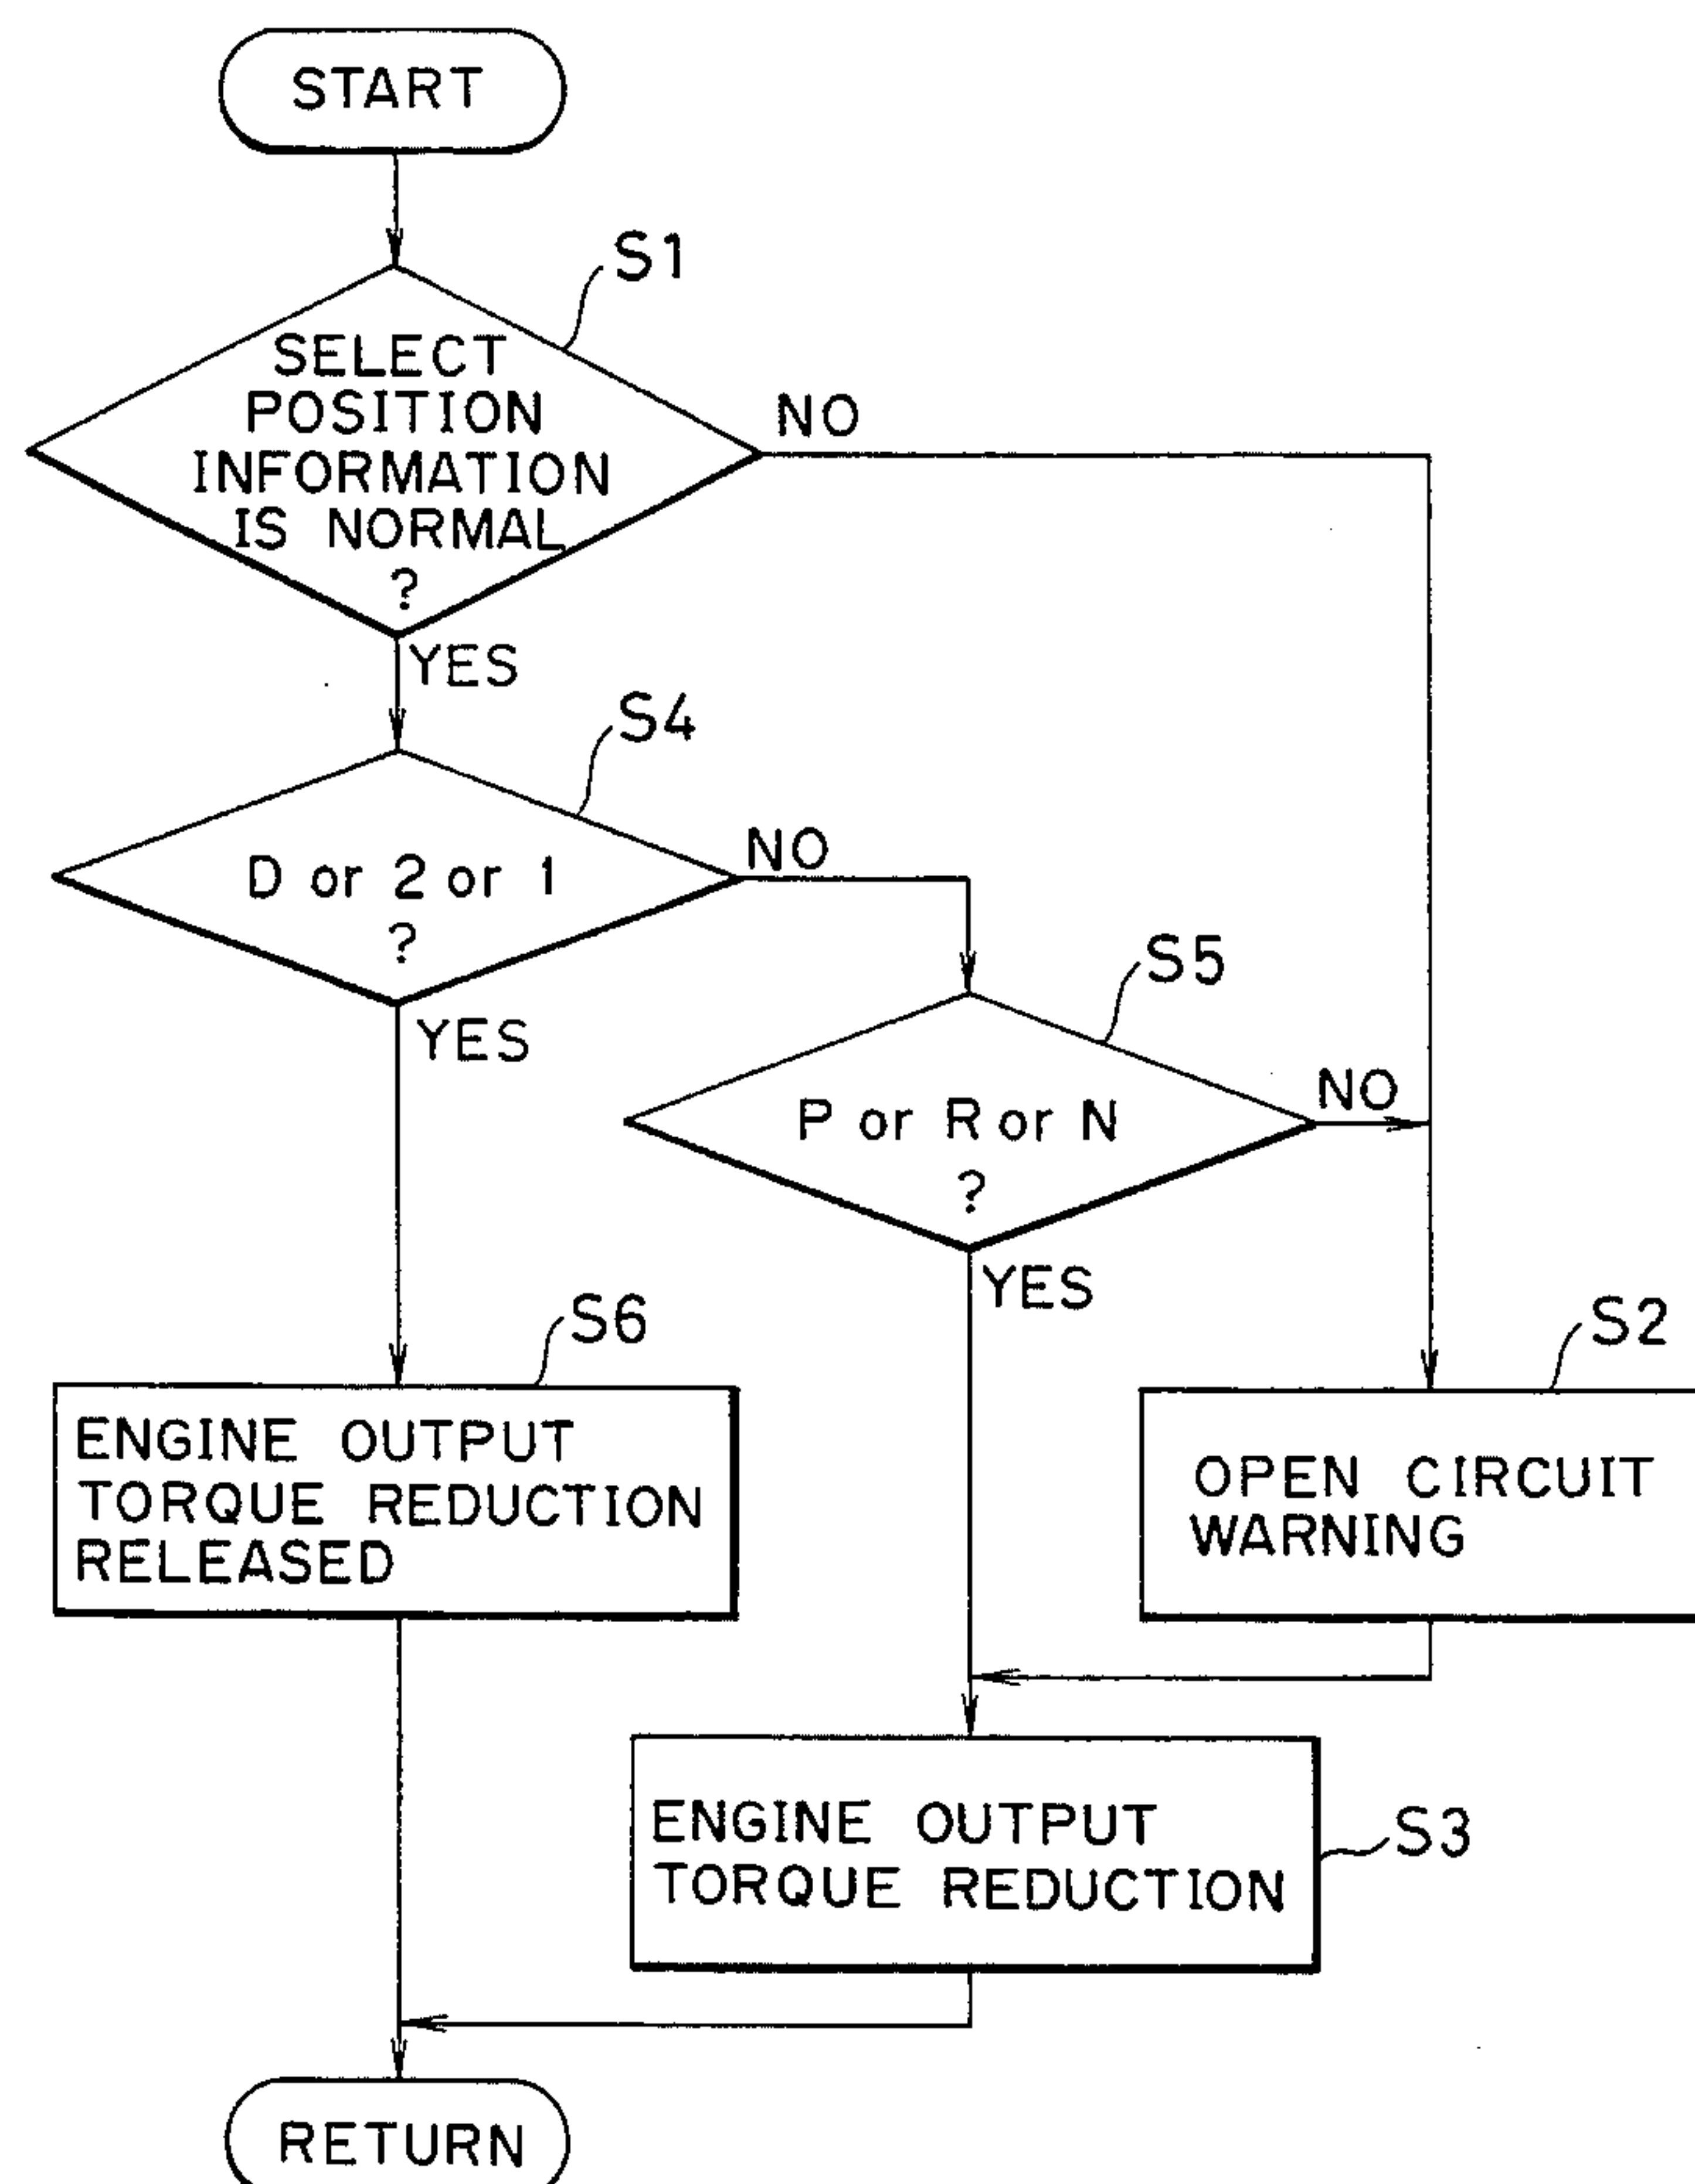 START
S1
SELECT
POSITION
INFORMATION
IS NORMAL
?
NO
YES
S4
D or 2 or 1
?
NO
YES
S5
P or R or N
?
NO
YES
S6
ENGINE OUTPUT
TORQUE REDUCTION
RELEASED
S2
OPEN CIRCUIT
WARNING
ENGINE OUTPUT
TORQUE REDUCTION
S3
RETURN